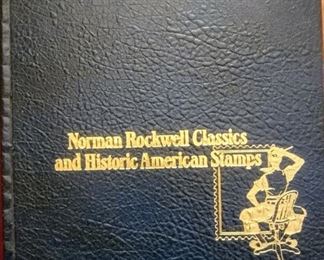 Norman Rockwell Classics
and Historic American Stamps